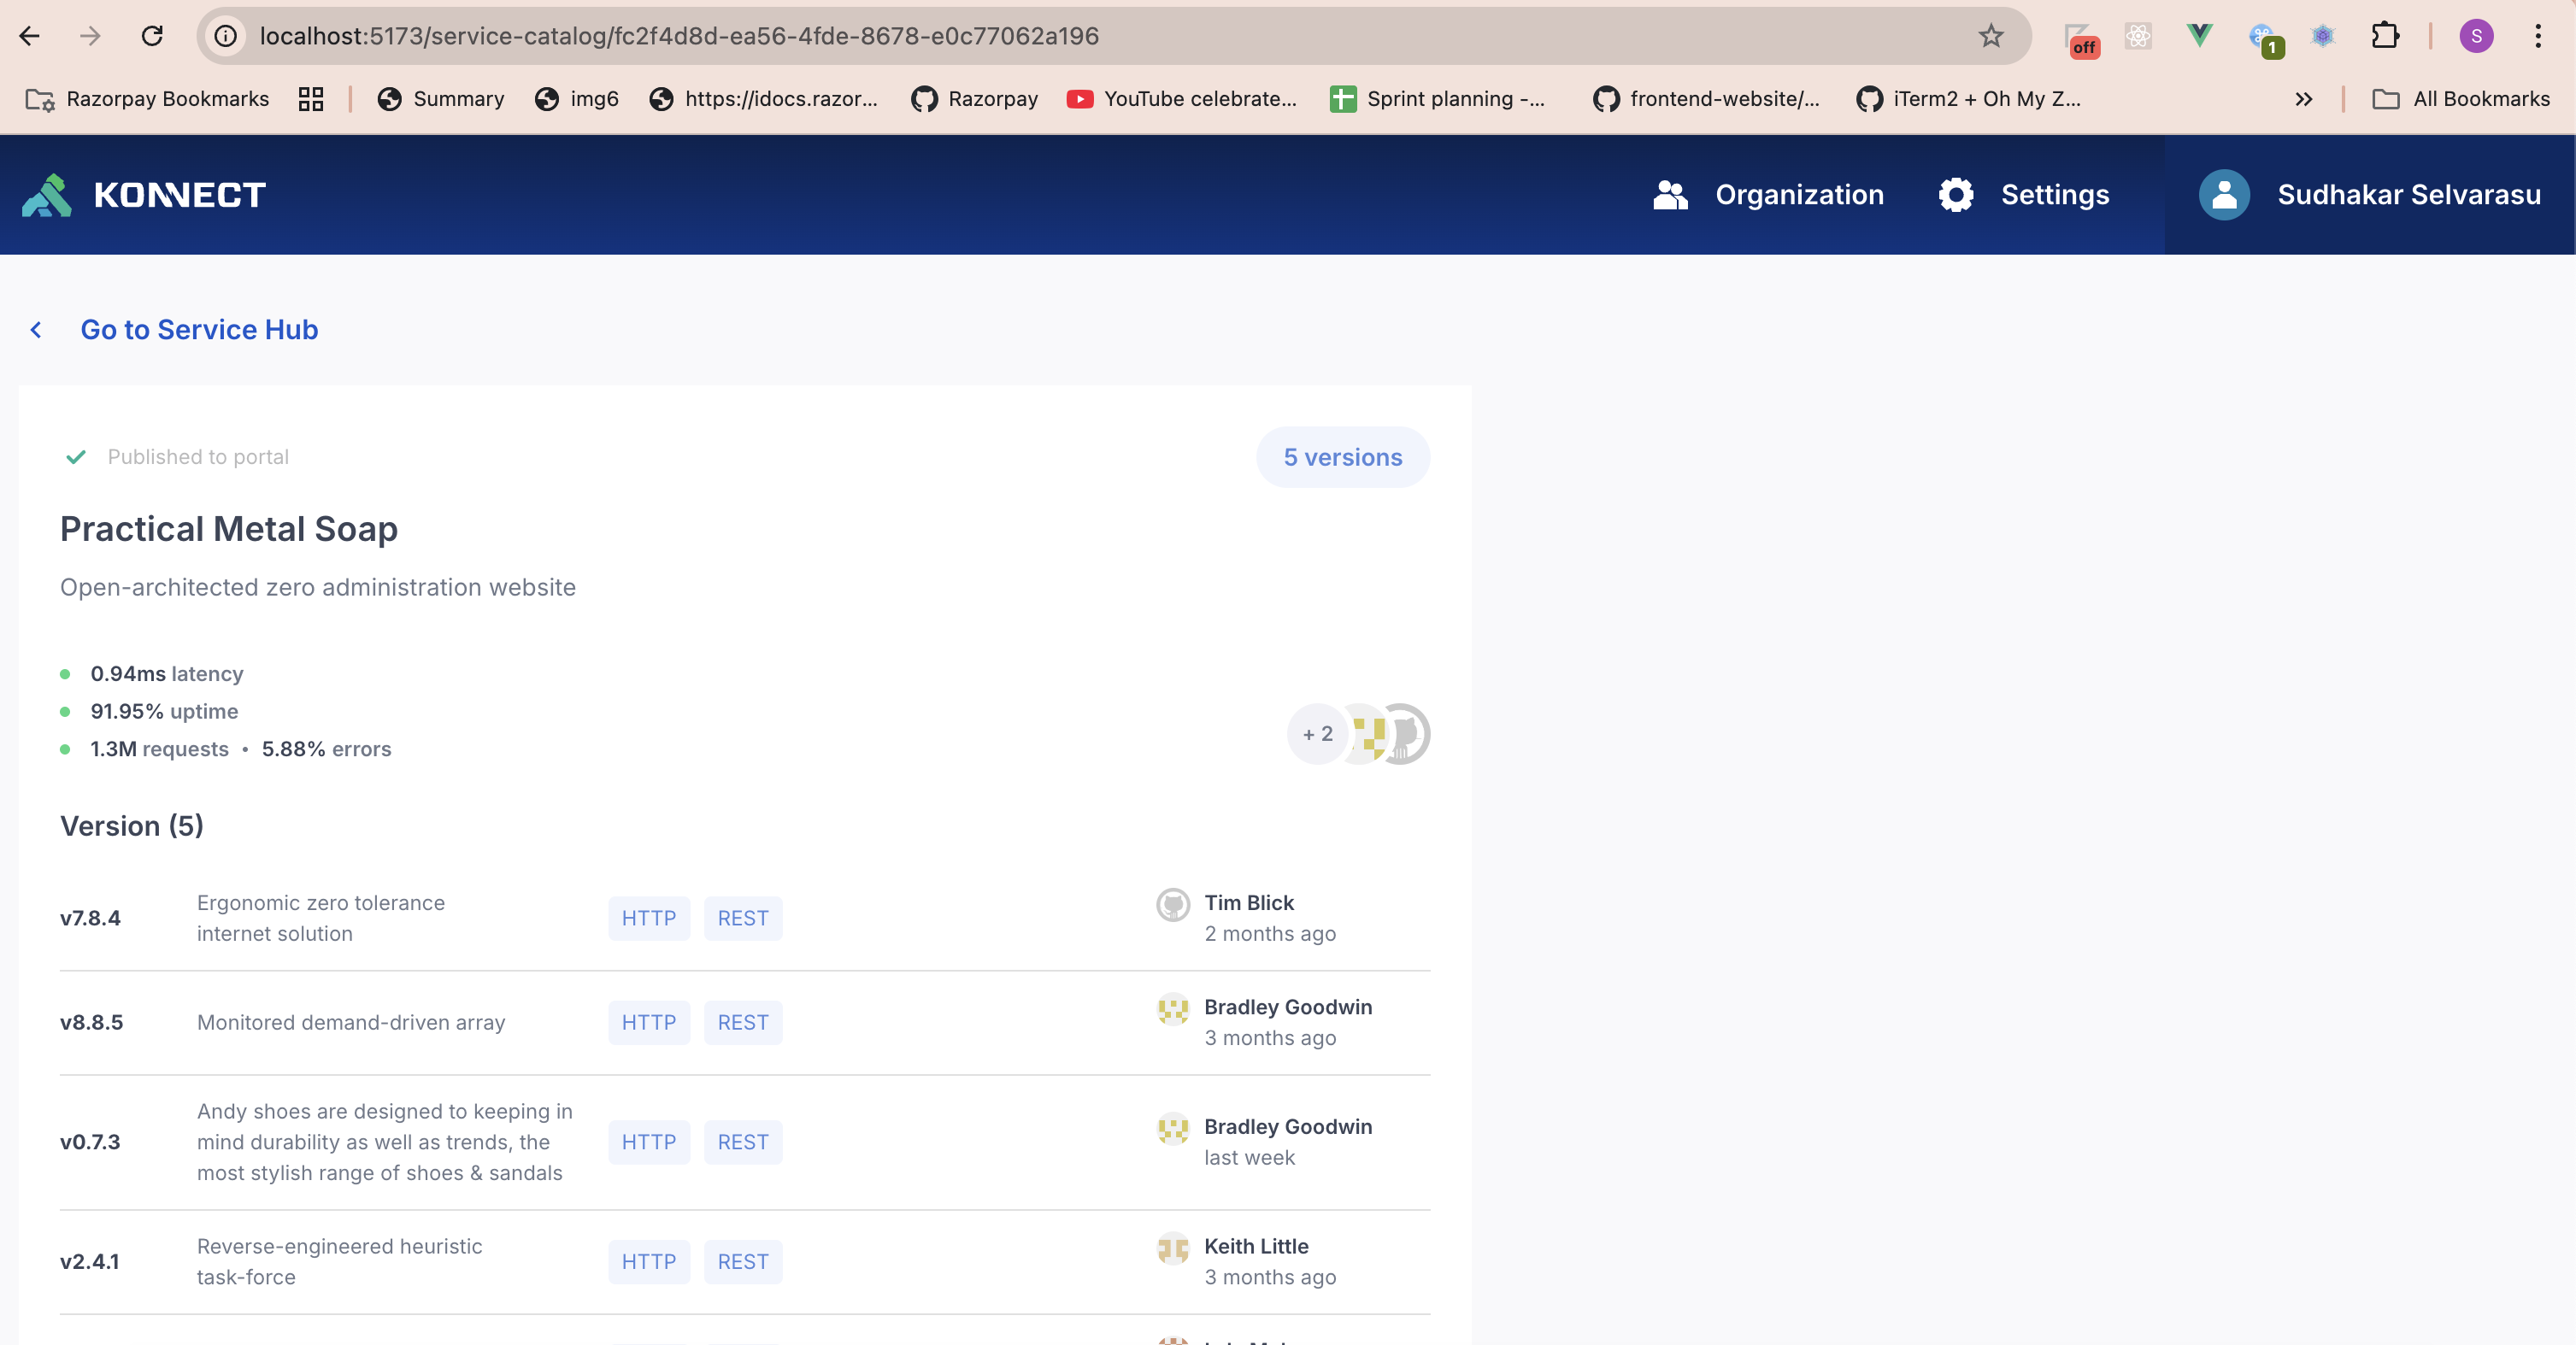 localhost:5173/service-catalog/fc2f4d8d-ea56-4fde-8678-e0c77062a196
off
1
S
Razorpay Bookmarks
Summary
img6
https://idocs.razor...
Razorpay
YouTube celebrate...
Sprint planning -...
frontend-website/...
iTerm2 + Oh My Z...
All Bookmarks
KONNECT
Organization
Settings
Sudhakar Selvarasu
Go to Service Hub
Published to portal
5 versions
Practical Metal Soap
Open-architected zero administration website
0.94ms latency
91.95% uptime
1.3M requests • 5.88% errors
+ 2
Version (5)
v7.8.4
Ergonomic zero tolerance
internet solution
HTTP
REST
Tim Blick
2 months ago
v8.8.5
Monitored demand-driven array
HTTP
REST
Bradley Goodwin
3 months ago
v0.7.3
Andy shoes are designed to keeping in
mind durability as well as trends, the
most stylish range of shoes & sandals
HTTP
REST
Bradley Goodwin
last week
v2.4.1
Reverse-engineered heuristic
task-force
HTTP
REST
Keith Little
3 months ago